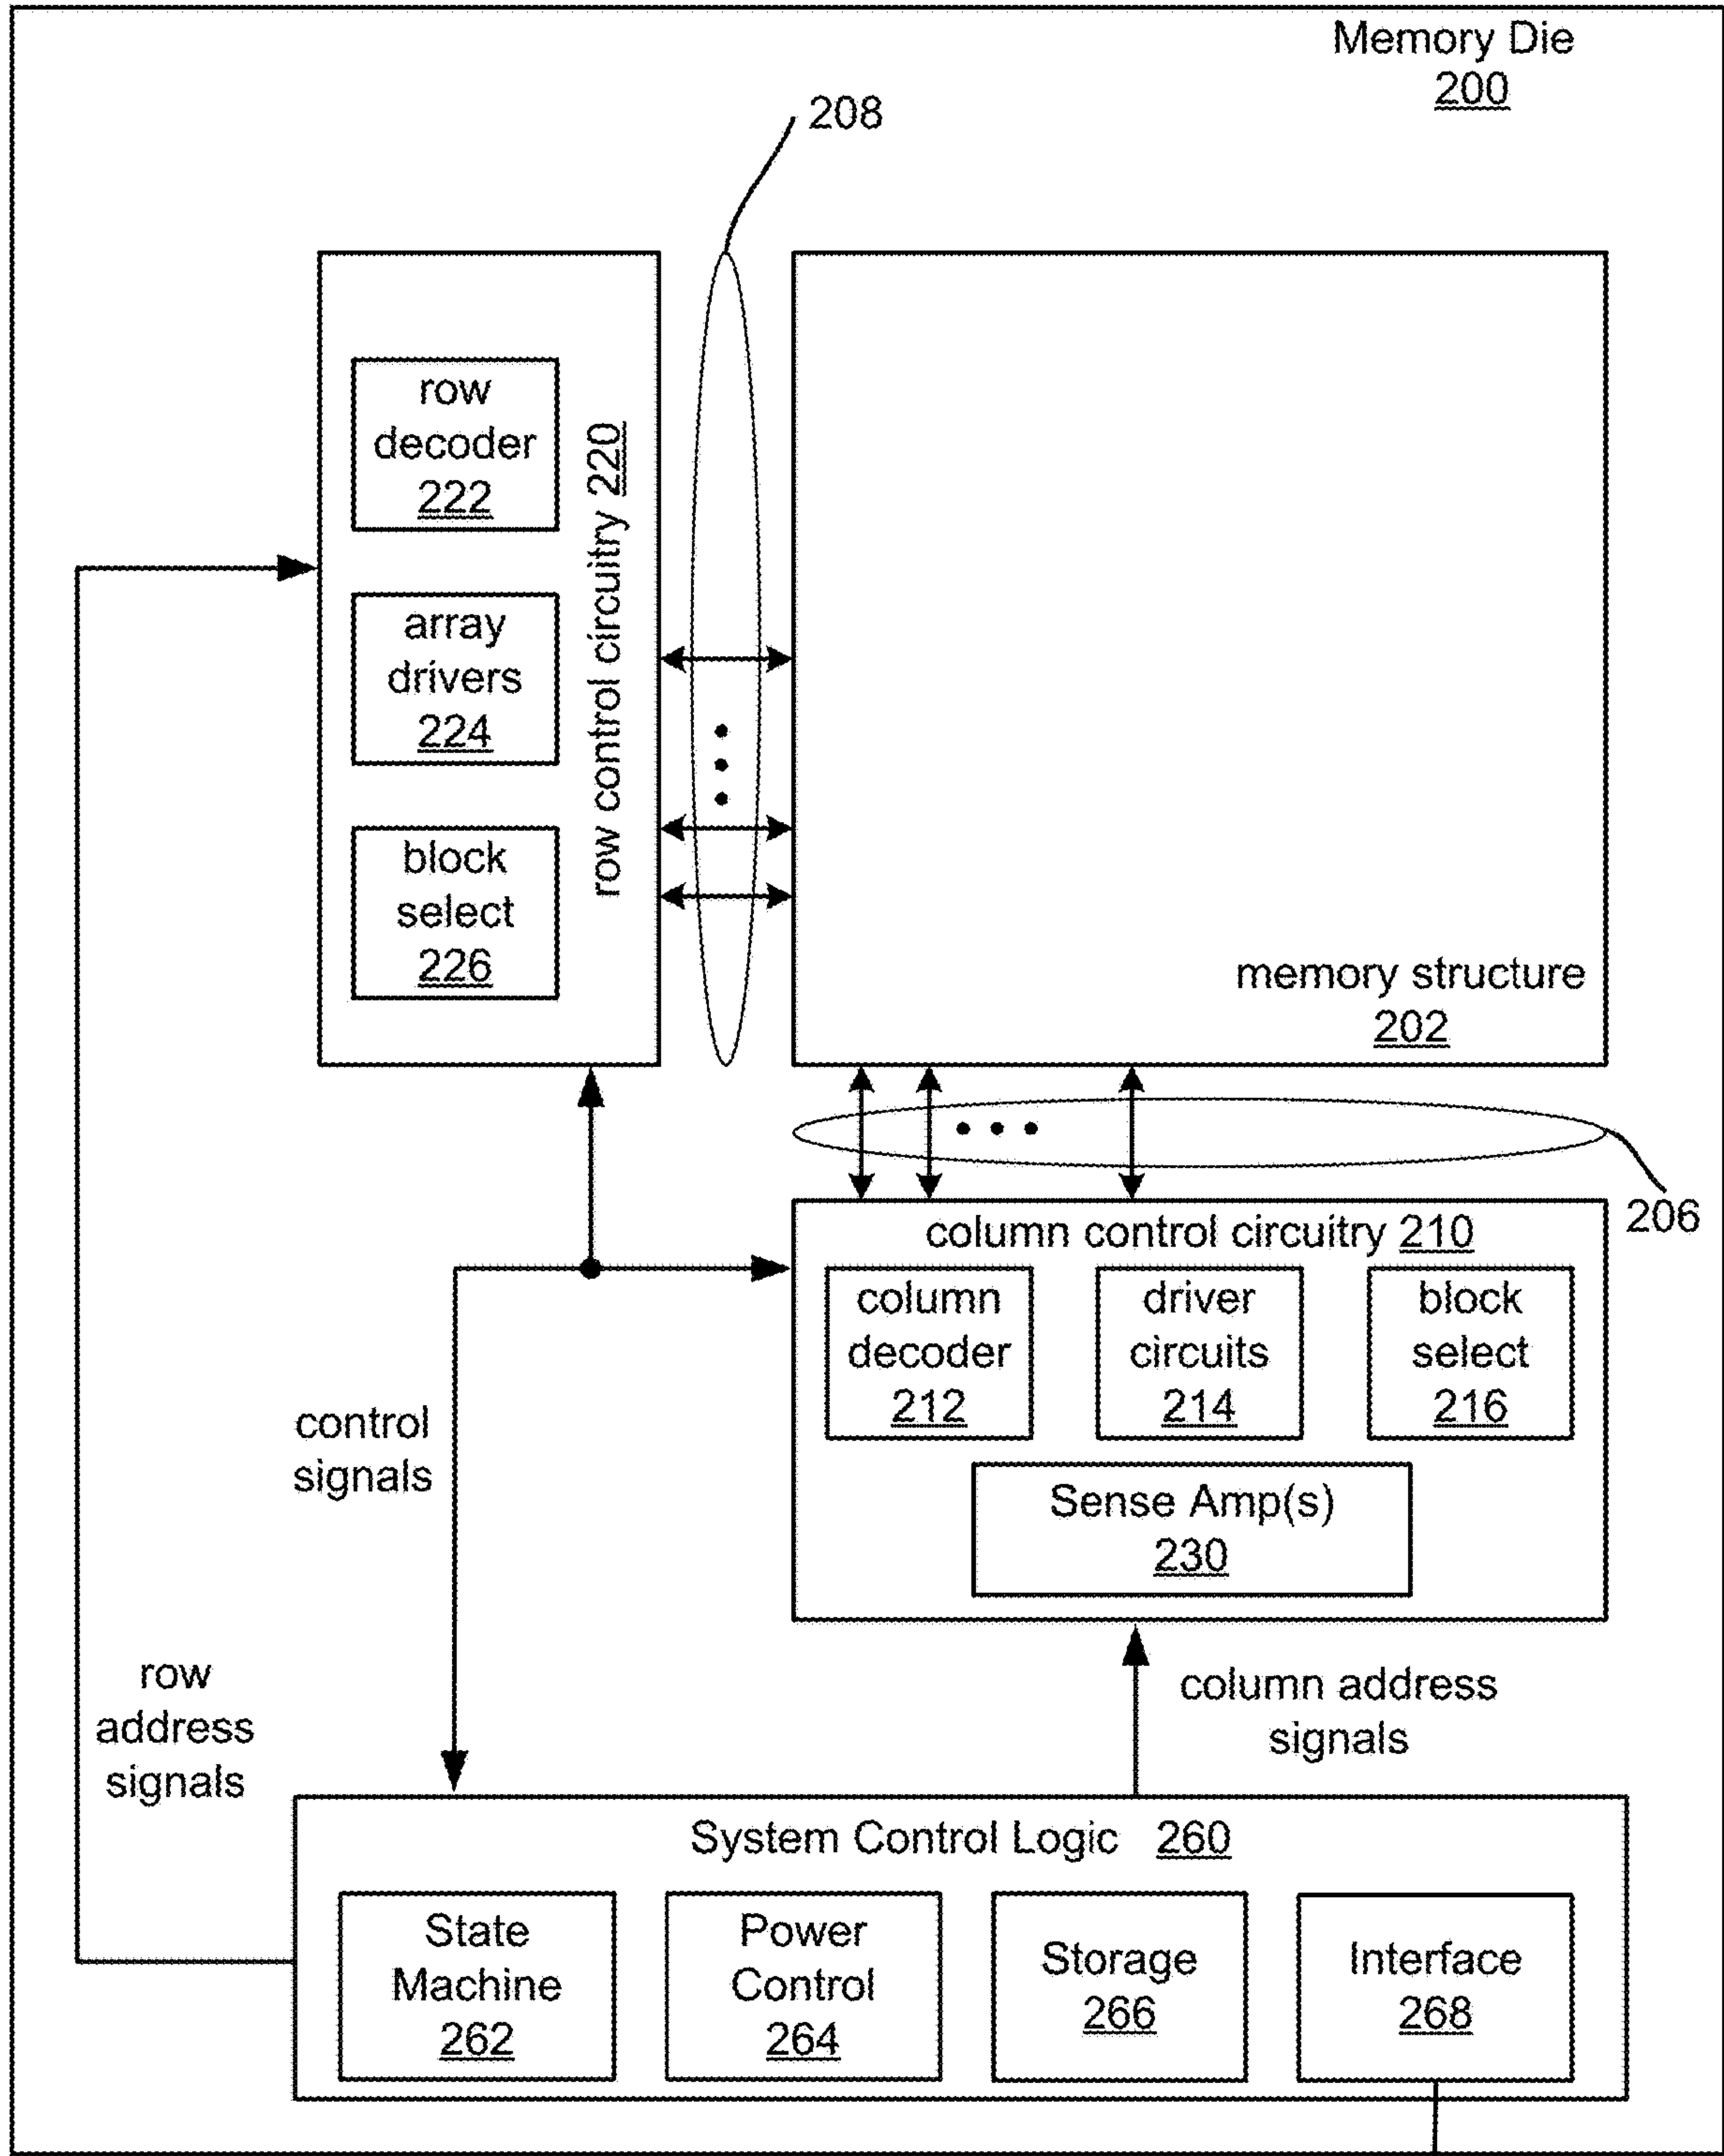 Memory Die
200
208
row
decoder
222
array
drivers
224
block
select
226
row control circuitry 220
memory structure
202
206
column control circuitry 210
column
decoder
212
driver
circuits
214
block
select
216
Sense Amp(s)
230
control
signals
row
address
signals
column address
signals
System Control Logic 260
State
Machine
262
Power
Control
264
Storage
266
Interface
268